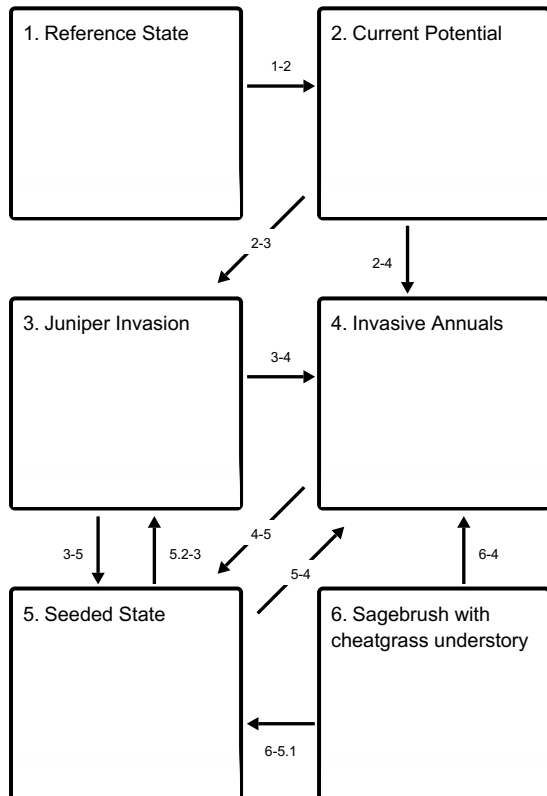 1. Reference State
2. Current Potential
1-2
2-3
2-4
3. Juniper Invasion
4. Invasive Annuals
3-4
4-5
3-5
5.2-3
5-4
6-4
5. Seeded State
6. Sagebrush with
cheatgrass understory
6-5.1